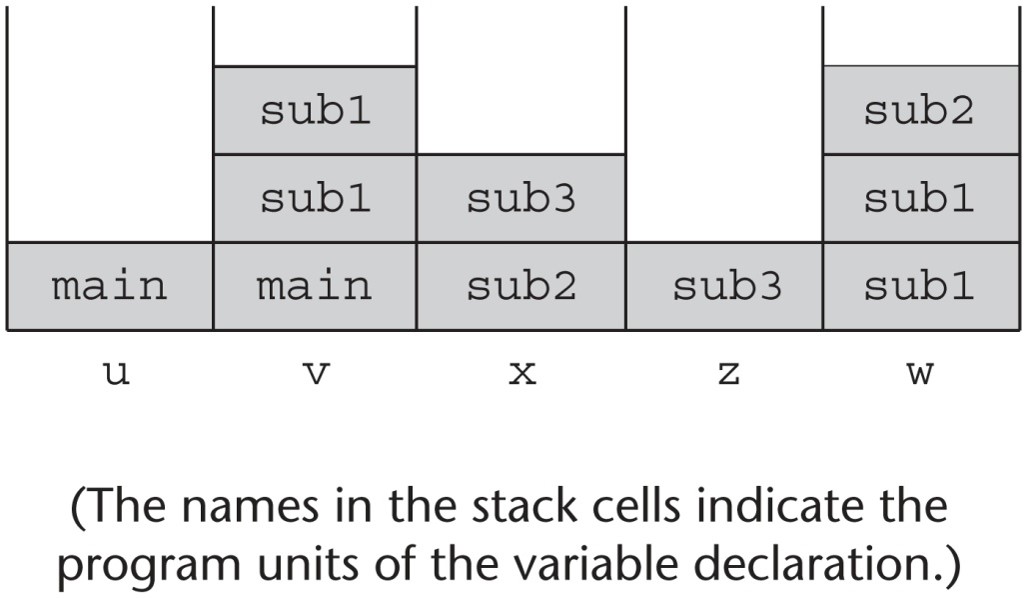 sub1 sub2
sub1 sub3 sub1
main main sub2 sub3 sub1
u v x z w
(The names in the stack cells indicate the
program units of the variable declaration.)